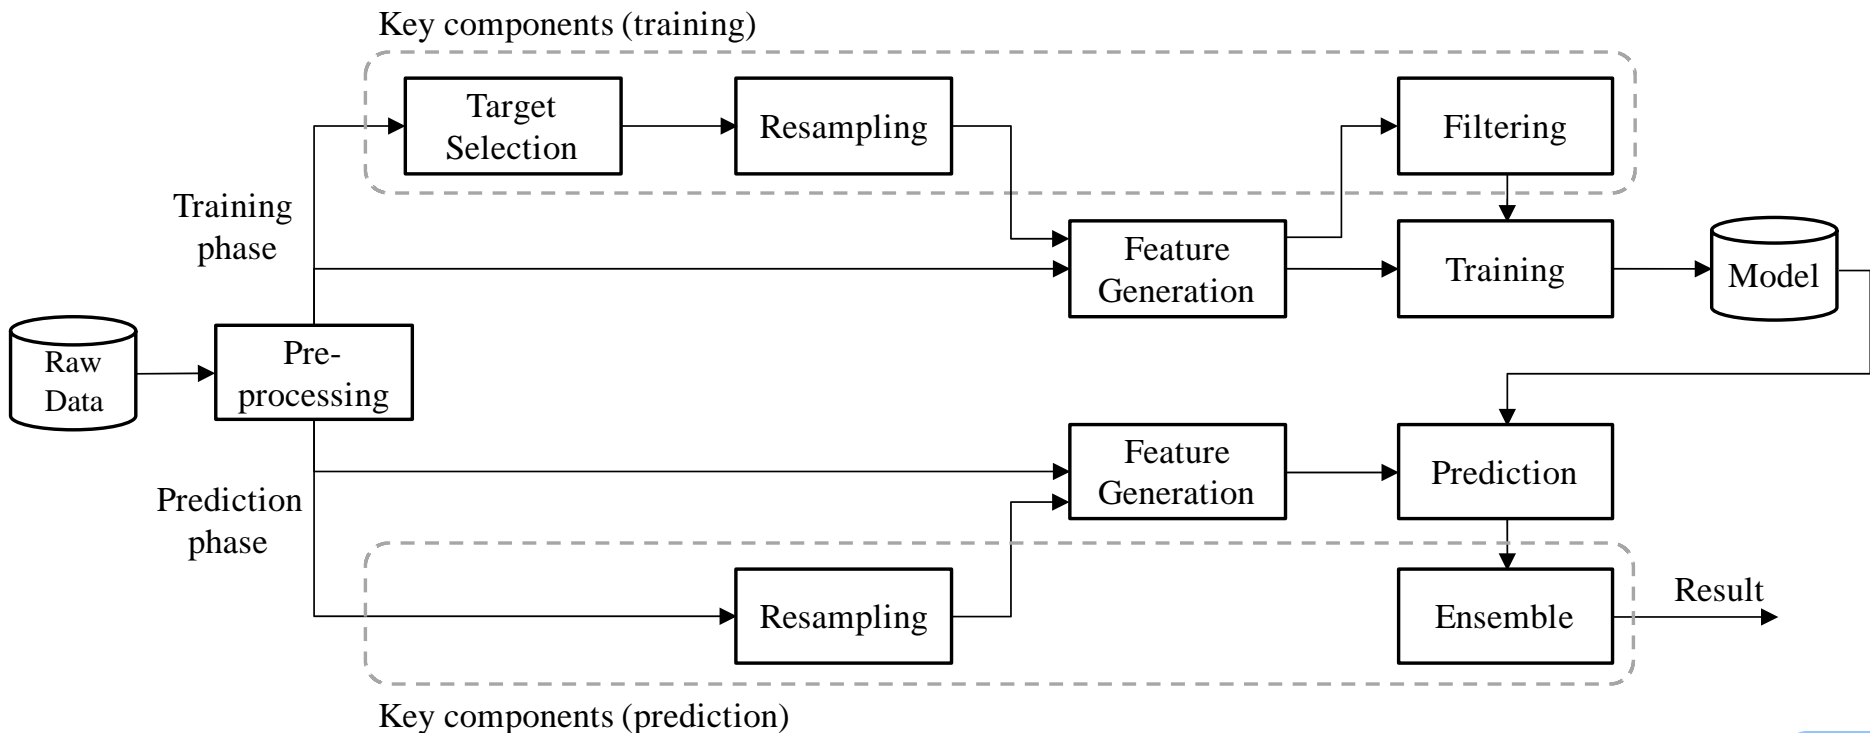 Key components (training)
Target
Selection
Resampling
Filtering
Training
phase
Feature
Generation
Training
Model
Raw
Data
Pre-
processing
Feature
Generation
Prediction
Prediction
phase
Resampling
Ensemble
Result
Key components (prediction)